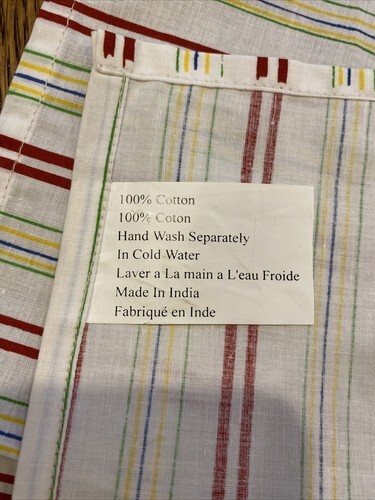 100% Cotton
100% Coton
Hand Wash Separately
In Cold Water
Laver a La main a L'eau Froide
Made In India
Fabriqué en Inde